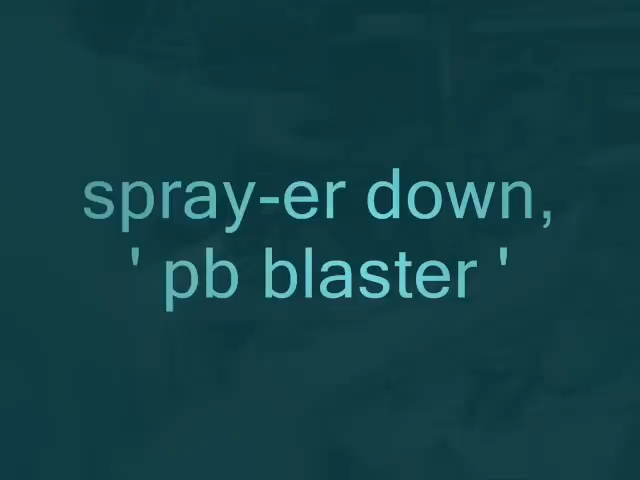 spray-er down,
' pb blaster '